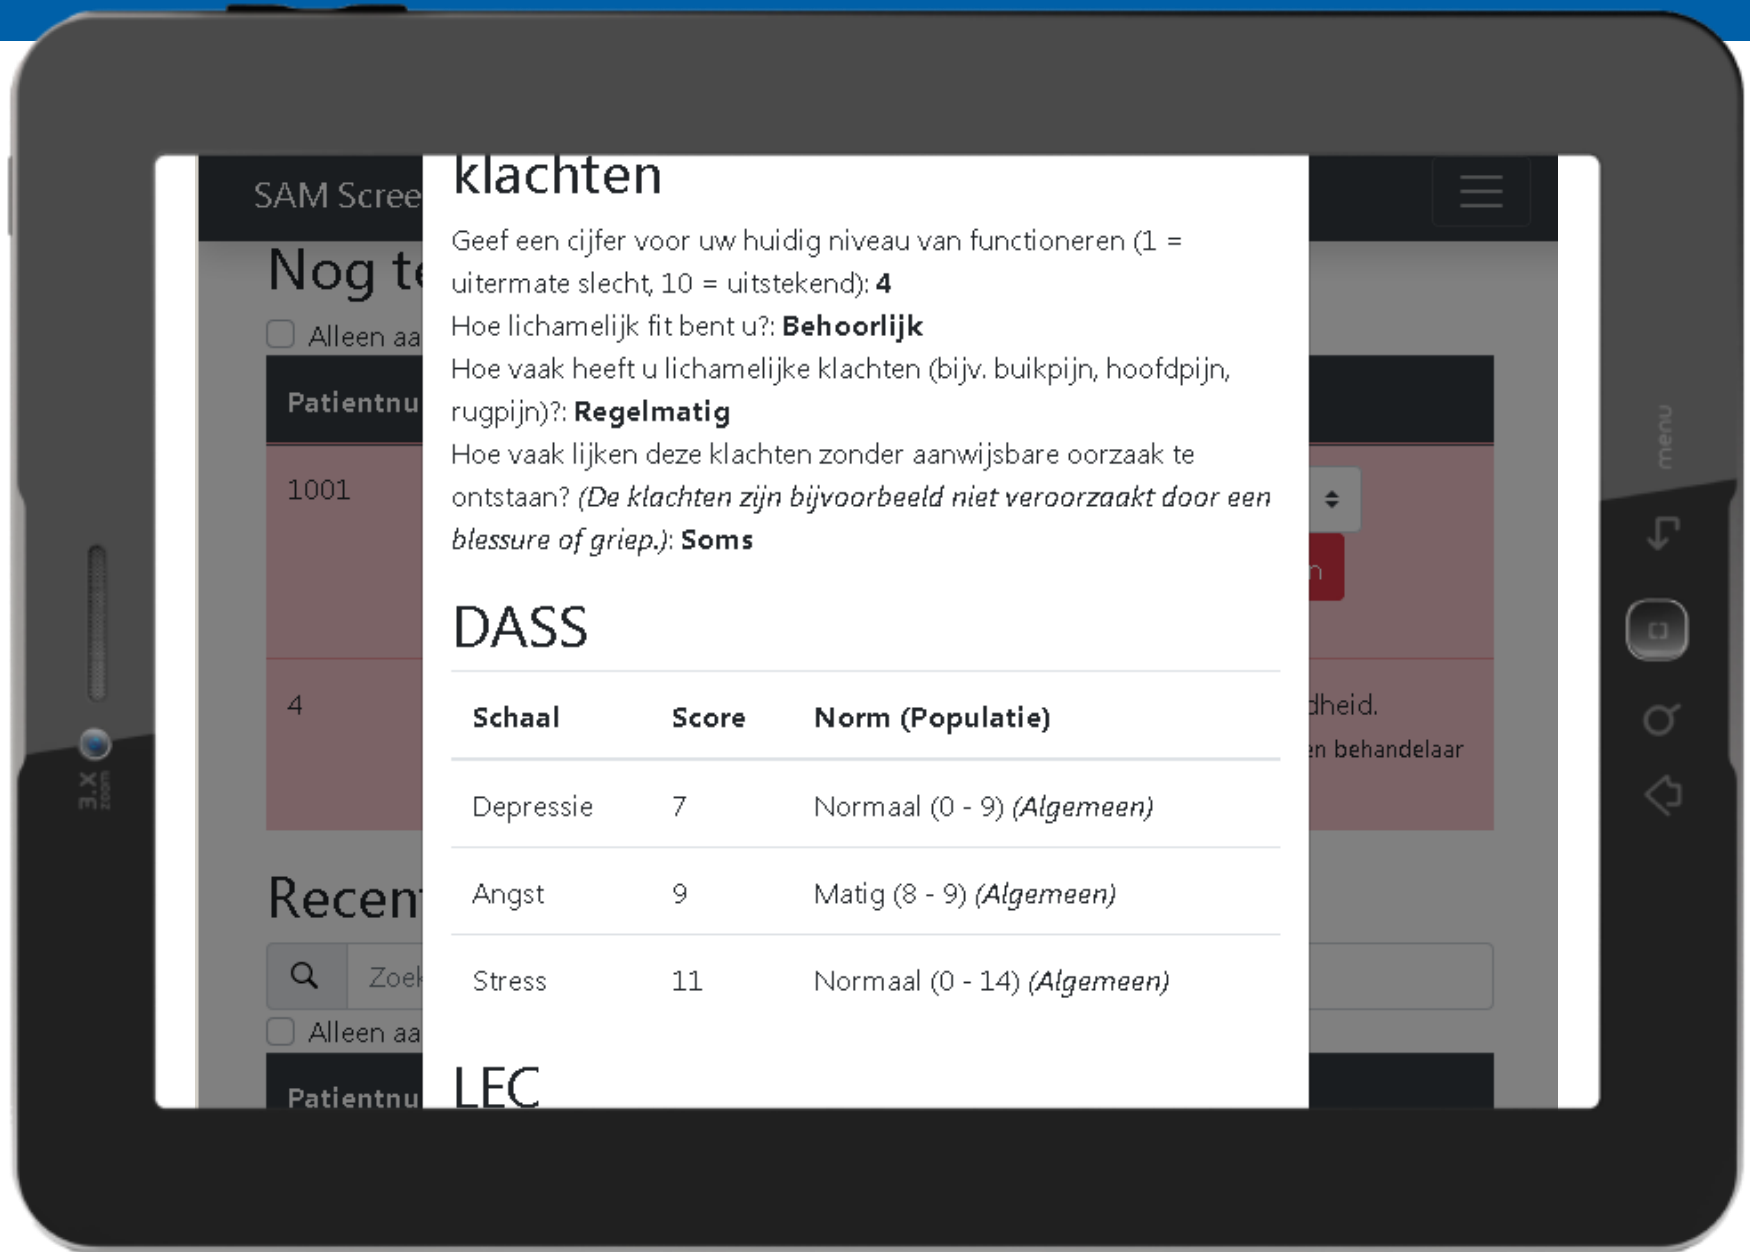 SAM Scree
klachten
Geef een cijfer voor uw huidig niveau van functioneren (1 =
uitermate slecht, 10 = uitstekend): 4
Hoe lichamelijk fit bent u?: Behoorlijk
Hoe vaak heeft u lichamelijke klachten (bijv. buikpijn, hoofdpijn,
rugpijn)?: Regelmatig
Hoe vaak lijken deze klachten zonder aanwijsbare oorzaak te
ontstaan? (De klachten zijn bijvoorbeeld niet veroorzaakt door een
blessure of griep.): Soms
DASS
Schaal Score Norm (Populatie)
Depressie 7 Normaal (0 - 9) (Algemeen)
Angst 9 Matig (8 - 9) (Algemeen)
Stress 11 Normaal (0 - 14) (Algemeen)
LEC
Nog te
Alleen aa
Patientnu
1001
n
4
dheid.
en behandelaar
Recent
Zoek
Alleen aa
Patientnu
menu
3.X
zoom